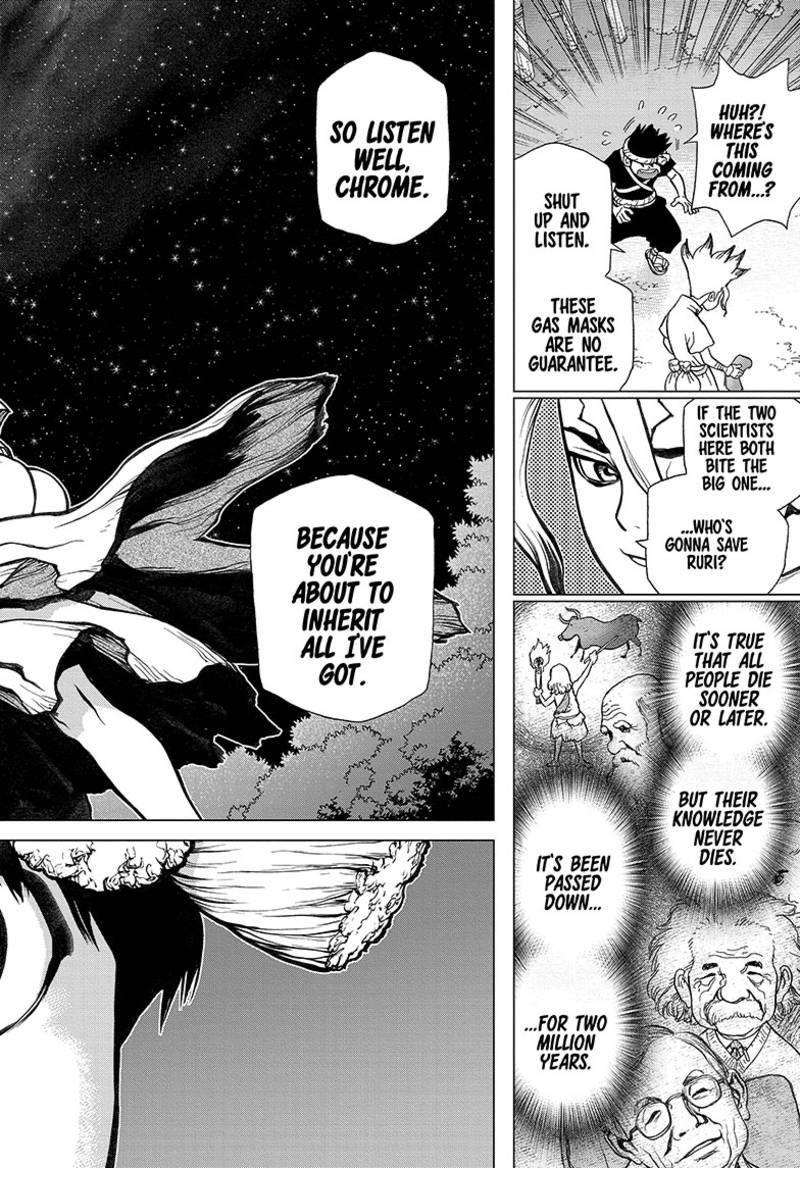 HUH?!
WHERE'S
THIS
COMING
FROM...?
SHUT
UP AND
LISTEN.
THESE
GAS MASKS
ARE NO
GUARANTEE.
IF THE TWO
SCIENTISTS
HERE BOTH
BITE THE
BIG ONE...
...WHO'S
GONNA SAVE
RURI?
IT'S TRUE
THAT ALL
PEOPLE DIE
SOONER
OR LATER.
BUT THEIR
KNOWLEDGE
NEVER
DIES.
IT'S BEEN
PASSED
DOWN...
...FOR TWO
MILLION
YEARS.
SO LISTEN
WELL,
CHROME.
BECAUSE
YOU'RE
ABOUT TO
INHERIT
ALL I'VE
GOT.